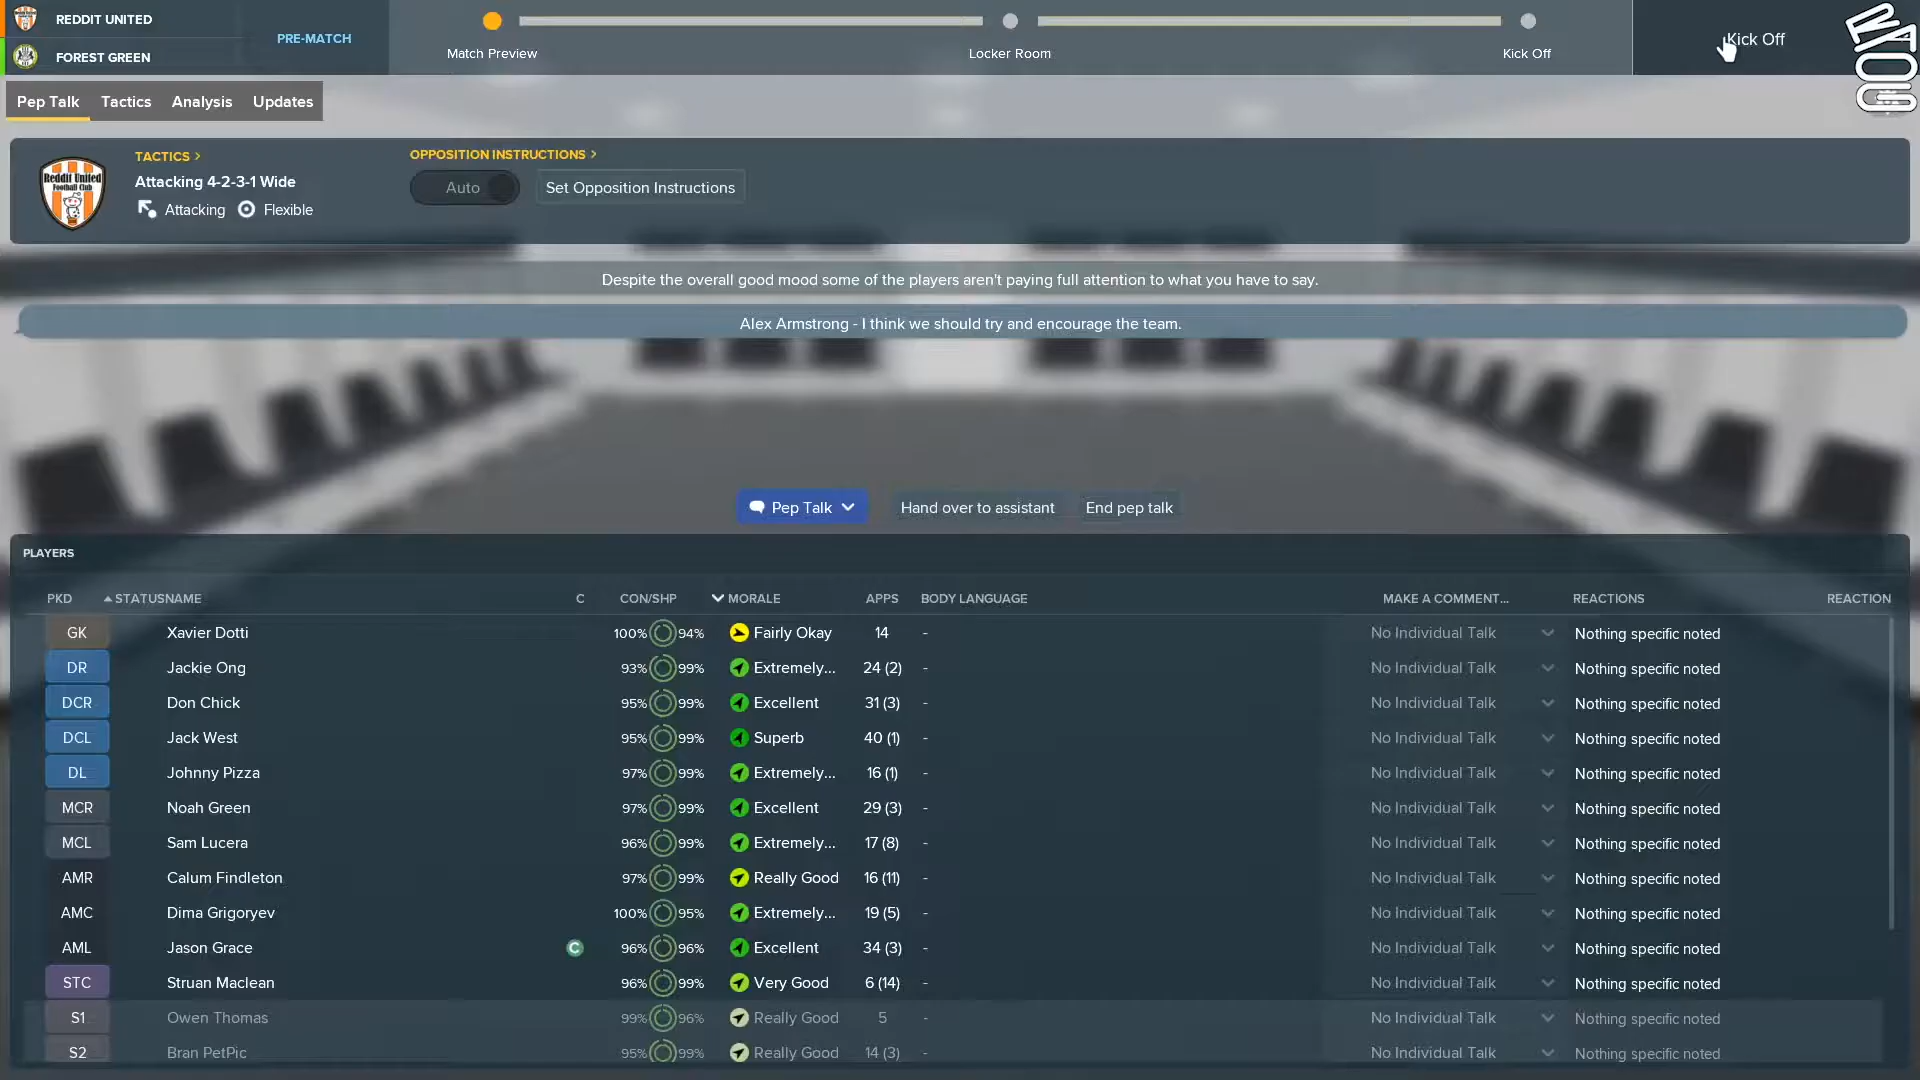 REDDIT UNITED
FOREST GREEN
PRE-MATCH
Match Preview
Locker Room
Kick Off
Kick Off
Pep Talk Tactics Analysis Updates
Reddit United
Football Club
TACTICS >
Attacking 4-2-3-1 Wide
Attacking Flexible
OPPOSITION INSTRUCTIONS >
Auto Set Opposition Instructions
Despite the overall good mood some of the players aren't paying full attention to what you have to say.
Alex Armstrong - I think we should try and encourage the team.
Pep Talk Hand over to assistant End pep talk
PLAYERS
PKD STATUSNAME C CON/SHP MORALE APPS BODY LANGUAGE MAKE A COMMENT... REACTIONS REACTION
GK Xavier Dotti 100% 94% Fairly Okay 14 - No Individual Talk Nothing specific noted
DR Jackie Ong 93% 99% Extremely... 24 (2) - No Individual Talk Nothing specific noted
DCR Don Chick 95% 99% Excellent 31 (3) - No Individual Talk Nothing specific noted
DCL Jack West 95% 99% Superb 40 (1) - No Individual Talk Nothing specific noted
DL Johnny Pizza 97% 99% Extremely... 16 (1) - No Individual Talk Nothing specific noted
MCR Noah Green 97% 99% Excellent 29 (3) - No Individual Talk Nothing specific noted
MCL Sam Lucera 96% 99% Extremely... 17 (8) - No Individual Talk Nothing specific noted
AMR Calum Findleton 97% 99% Really Good 16 (11) - No Individual Talk Nothing specific noted
AMC Dima Grigoryev 100% 95% Extremely... 19 (5) - No Individual Talk Nothing specific noted
AML Jason Grace C 96% 96% Excellent 34 (3) - No Individual Talk Nothing specific noted
STC Struan Maclean 96% 99% Very Good 6 (14) - No Individual Talk Nothing specific noted
S1 Owen Thomas 99% 96% Really Good 5 - No Individual Talk Nothing specific noted
S2 Bran PetPic 95% 99% Really Good 14 (3) - No Individual Talk Nothing specific noted